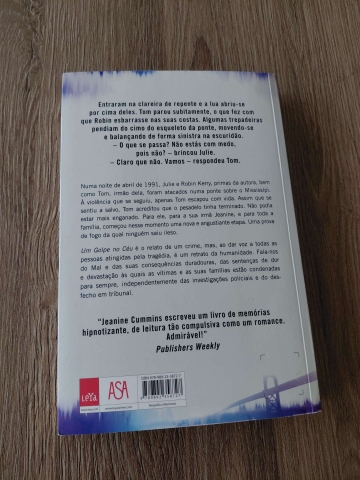 Entraram na clareira de repente e a lua abriu-se
por cima deles. Tom parou subitamente, o que fez com
que Robin esbarrasse nas suas costas. Algumas trepadeiras
pendiam do cimo do esqueleto da ponte, movendo-se
e balançando de forma sinistra na escuridão.
– O que se passa? Não estás com medo,
pois não? – brincou Julie.
– Claro que não. Vamos – respondeu Tom.
Numa noite de abril de 1991, Julie e Robin Kerry, primas da autora, bem
como Tom, irmão dela, foram atacados numa ponte sobre o Mississípi.
À violência que se seguiu, apenas Tom escapou com vida. Assim que se
sentiu a salvo, Tom acreditou que o pesadelo tinha terminado. Não podia
estar mais enganado. Para ele, para a sua irmã Jeanine, e para toda a
família, começou nesse momento uma nova e angustiante etapa. Uma prova
de fogo da qual ninguém saiu ileso.
Um Golpe no Céu é o relato de um crime, mas, ao dar voz a todas as
pessoas atingidas pela tragédia, é um retrato da humanidade. Fala-nos
do Mal e das suas consequências duradouras, das sentenças de dor
e devastação às quais as vítimas e as suas famílias estão condenadas
para sempre, independentemente das investigações policiais e do des-
fecho em tribunal.
"Jeanine Cummins escreveu um livro de memórias
hipnotizante, de leitura tão compulsiva como um romance.
Admirável!"
Publishers Weekly
LeYa
ASA